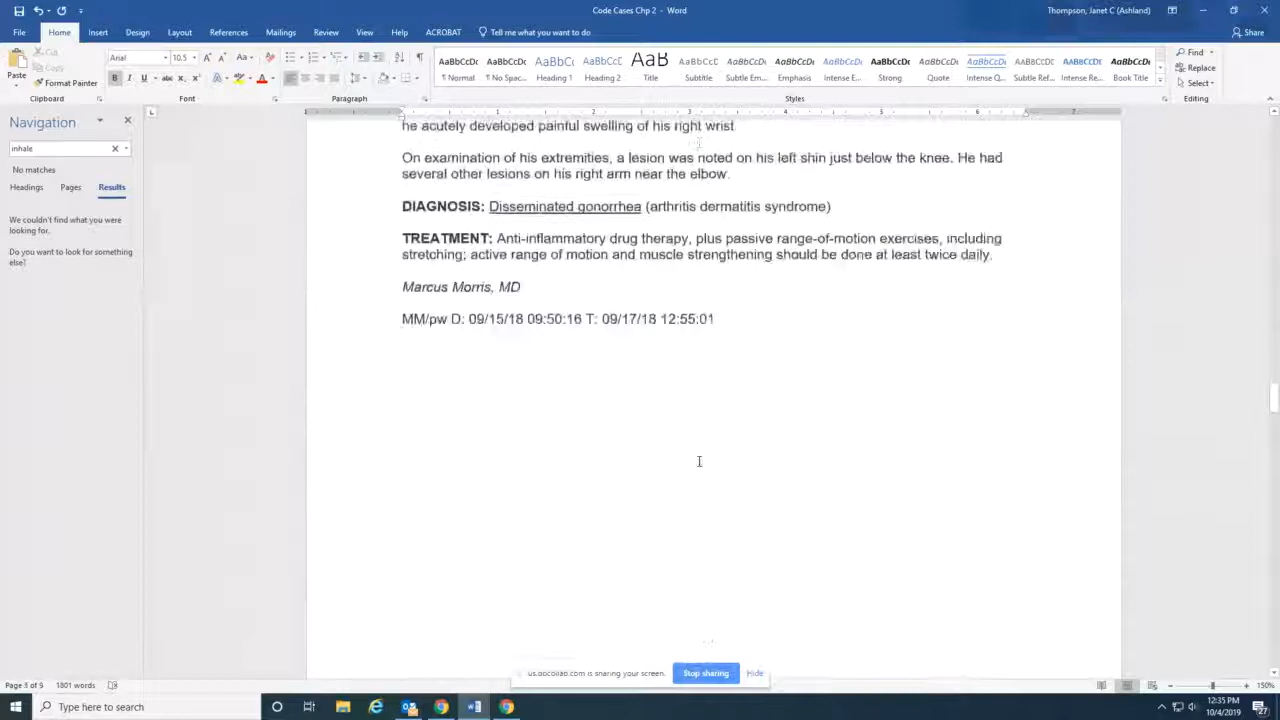 Code Cases Chp 2 - Word
Thompson, Janet C (Ashland)
File Home Insert Design Layout References Mailings Review View Help ACROBAT Tell me what you want to do Share
Paste
Cut
Copy
Format Painter
Clipboard
Arial 10.5
Font
Paragraph
AaBbCcDc AaBbCcDc AaBbC AaBbCcC AaB AaBbCcD AaBbCcDc AaBbCcDc AaBbCcDc AaBbCcDc AaBbCcDc AaBbCcDc AaBbCcDc AaBbCcDc AaBbCcDc
¶ Normal ¶ No Spac... Heading 1 Heading 2 Title Subtitle Subtle Em... Emphasis Intense E... Strong Quote Intense Q... Subtle Ref... Intense Re... Book Title
Styles
Find
Replace
Select
Editing
Navigation
inhale
No matches
Headings Pages Results
We couldn't find what you were
looking for.
Do you want to look for something
else?
he acutely developed painful swelling of his right wrist
On examination of his extremities, a lesion was noted on his left shin just below the knee. He had
several other lesions on his right arm near the elbow.
DIAGNOSIS: Disseminated gonorrhea (arthritis dermatitis syndrome)
TREATMENT: Anti-inflammatory drug therapy, plus passive range-of-motion exercises, including
stretching; active range of motion and muscle strengthening should be done at least twice daily.
Marcus Morris, MD
MM/pw D: 09/15/18 09:50:16 T: 09/17/18 12:55:01
us.bbcollab.com is sharing your screen. Stop sharing Hide
1801 words
150%
Type here to search
12:35 PM
10/4/2019
27